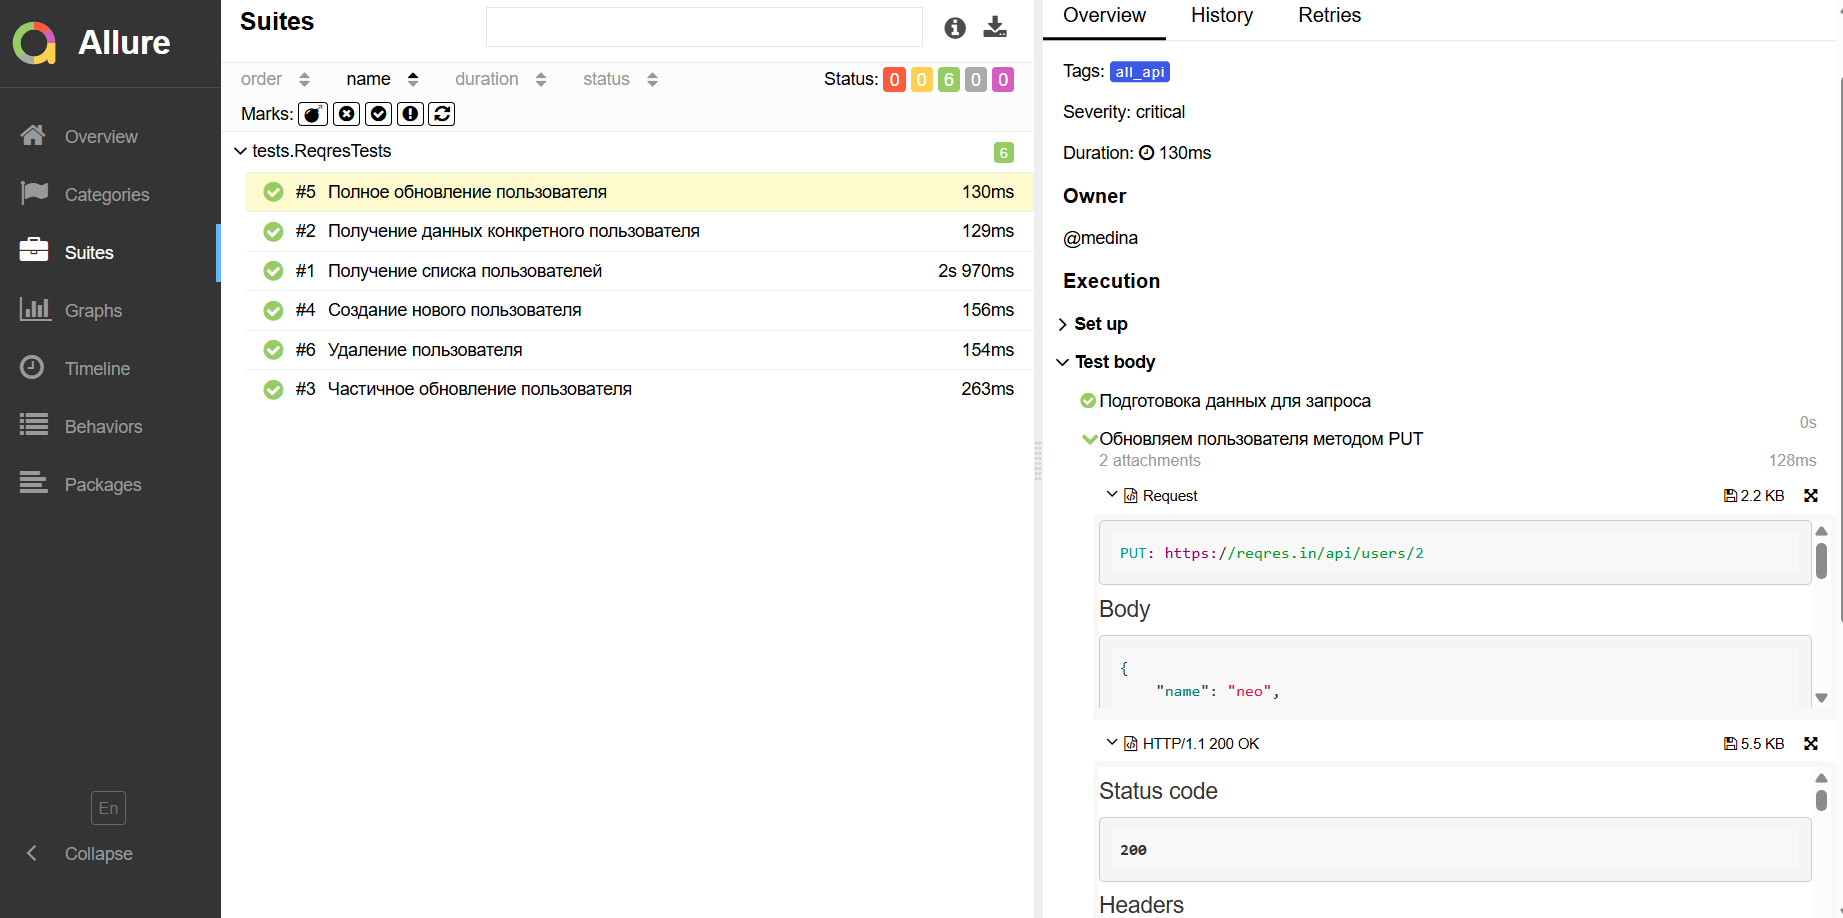 Allure
Overview
Categories
Suites
Graphs
Timeline
Behaviors
Packages
En
Collapse
Suites
order name duration status Status: 0 0 6 0 0
Marks:
tests.ReqresTests 6
#5 Полное обновление пользователя 130ms
#2 Получение данных конкретного пользователя 129ms
#1 Получение списка пользователей 2s 970ms
#4 Создание нового пользователя 156ms
#6 Удаление пользователя 154ms
#3 Частичное обновление пользователя 263ms
Overview History Retries
Tags: all_api
Severity: critical
Duration: 130ms
Owner
@medina
Execution
Set up
Test body
Подготовока данных для запроса
0s
Обновляем пользователя методом PUT
2 attachments 128ms
Request 2.2 KB
PUT: https://reqres.in/api/users/2
Body
{
"name": "neo",
HTTP/1.1 200 OK 5.5 KB
Status code
200
Headers